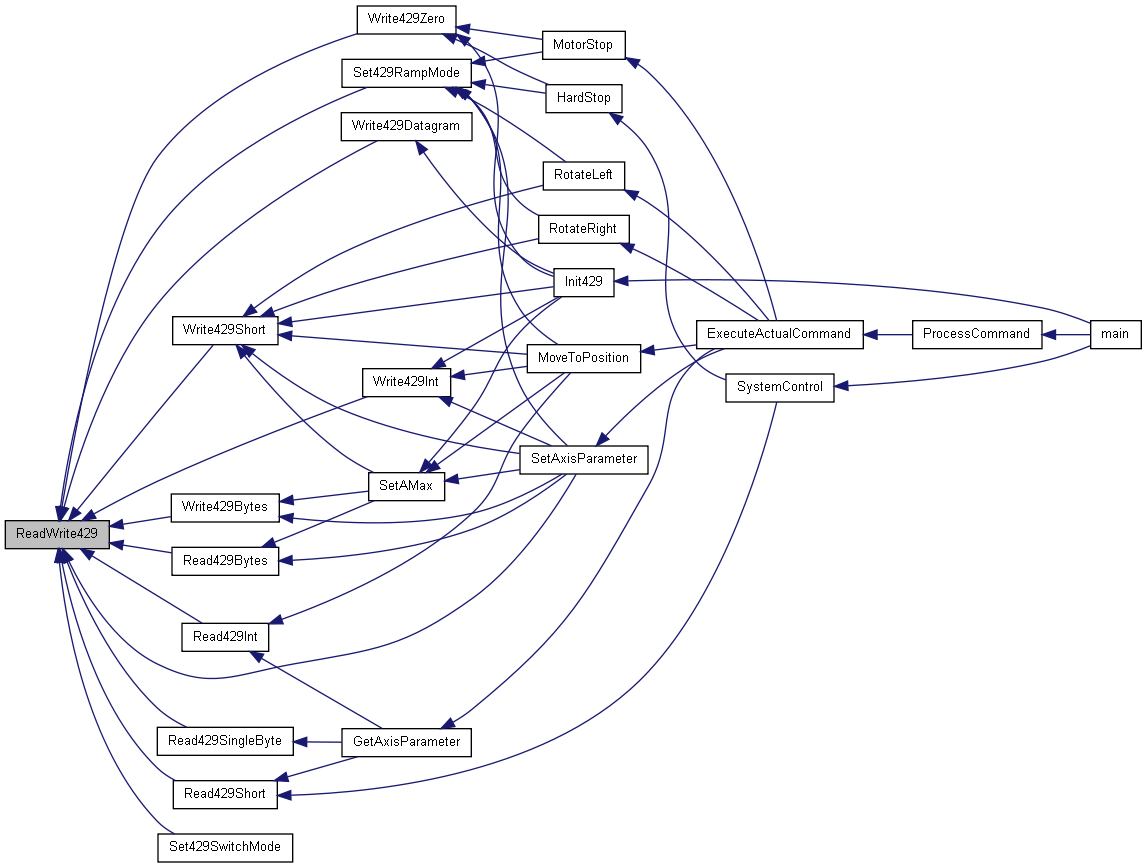 Write429Zero
MotorStop
Set429RampMode
HardStop
Write429Datagram
RotateLeft
RotateRight
Init429
Write429Short
ExecuteActualCommand
ProcessCommand
main
MoveToPosition
Write429Int
SystemControl
SetAxisParameter
SetAMax
Write429Bytes
ReadWrite429
Read429Bytes
Read429Int
Read429SingleByte
GetAxisParameter
Read429Short
Set429SwitchMode